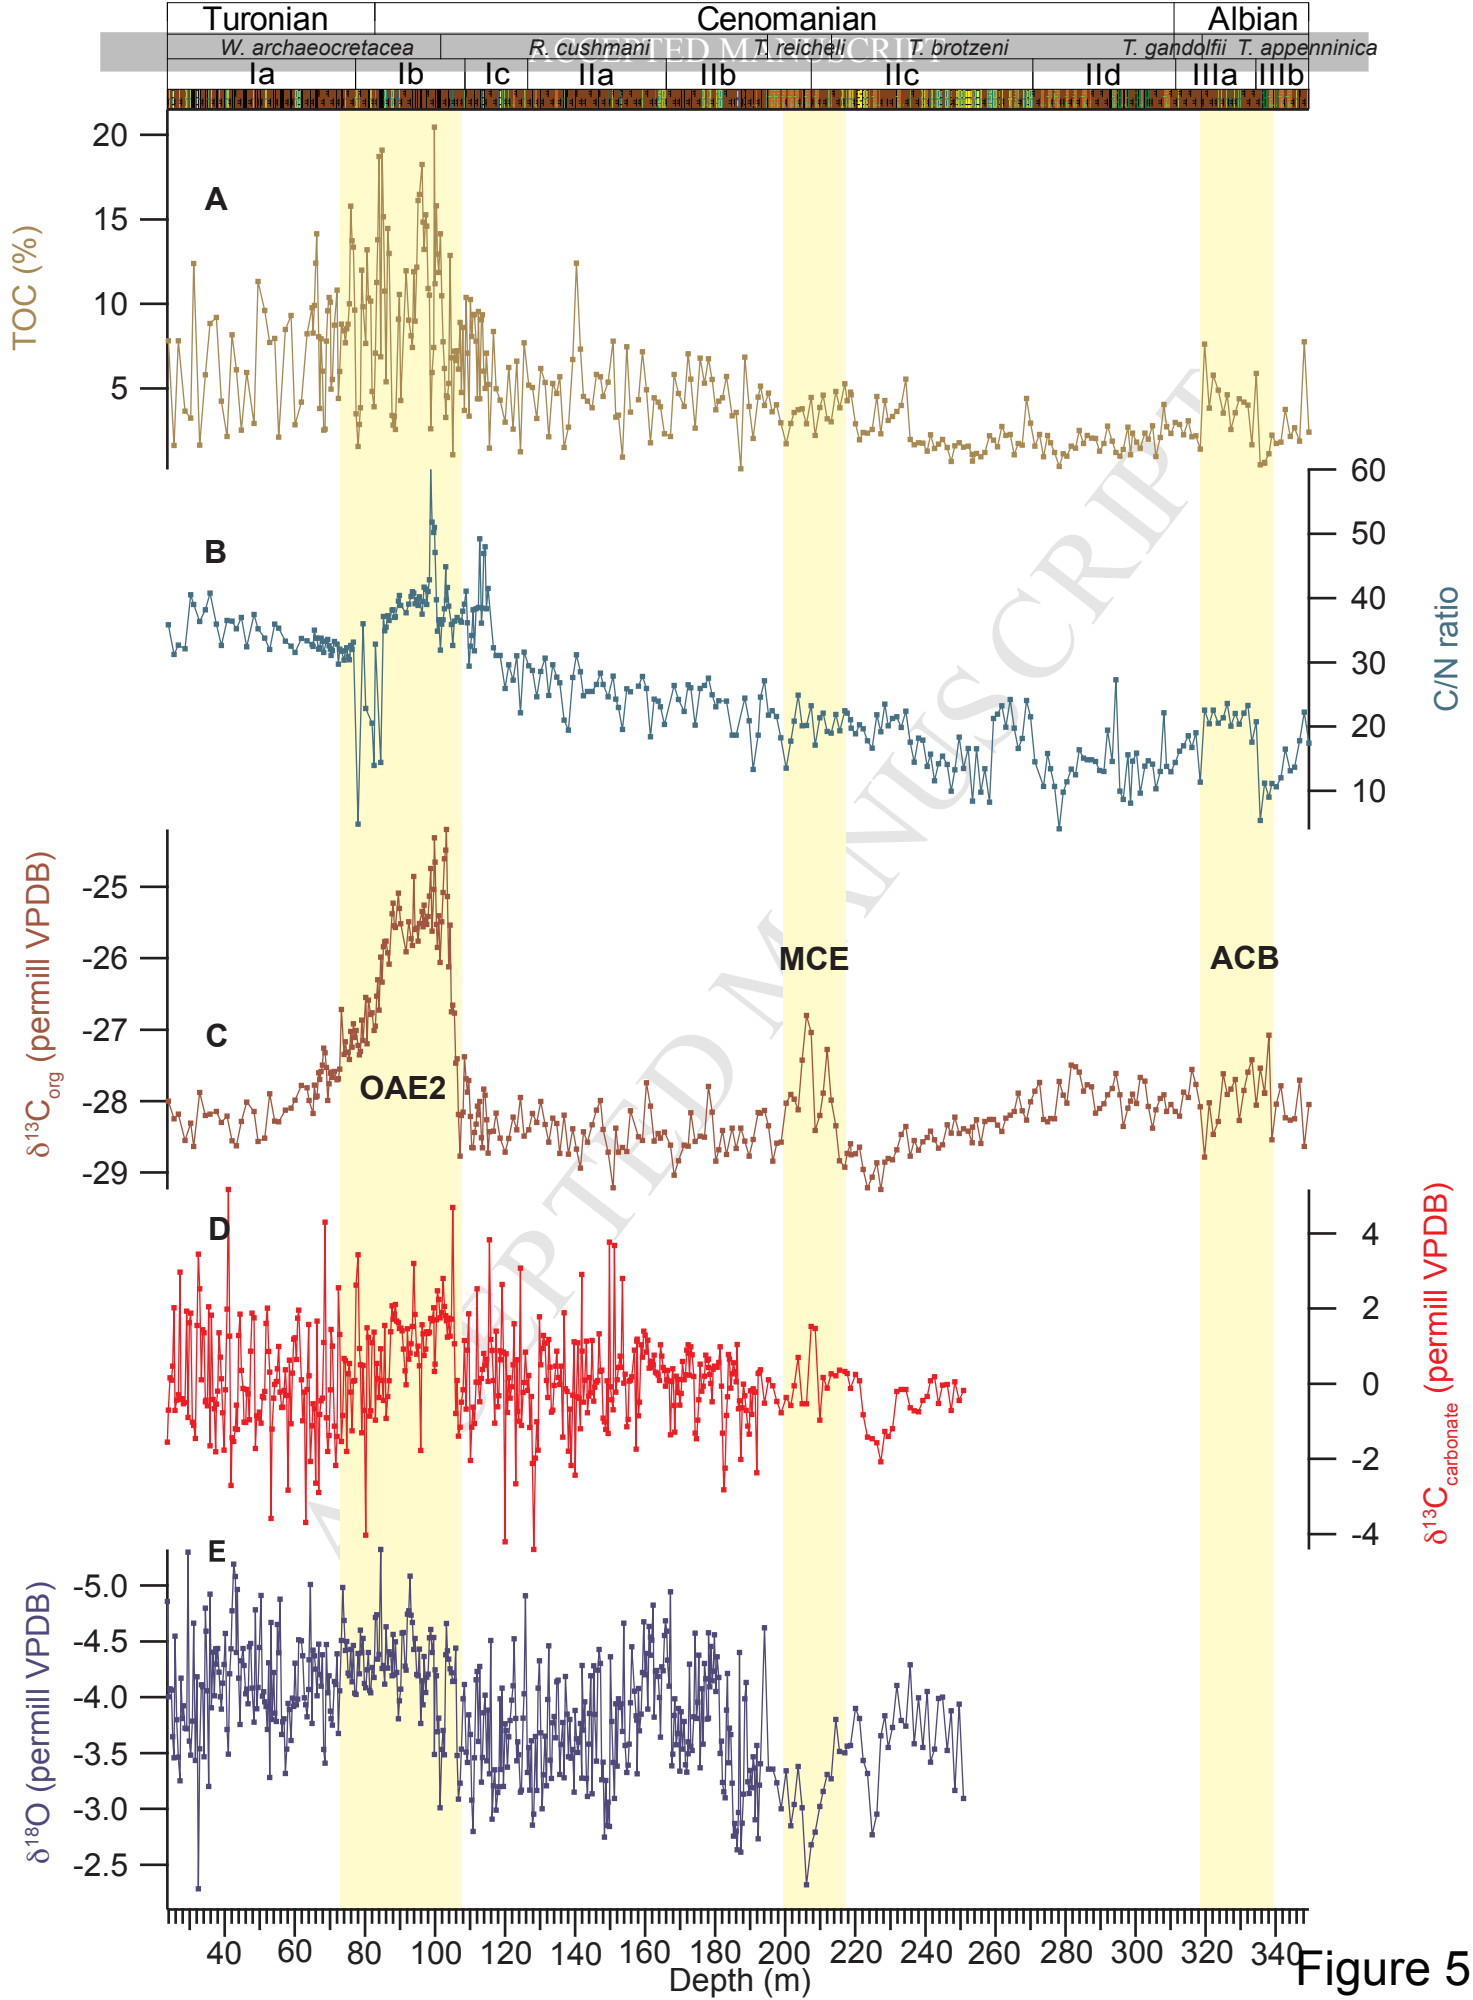 Turonian Cenomanian Albian
ACCEPTED MANUSCRIPT
W. archaeocretacea R. cushmani T. reicheli T. brotzeni T. gandolfii T. appenninica
Ia Ib Ic IIa IIb IIc IId IIIa IIIb
20
A
15
TOC (%)
10
5
60
50
B
40
C/N ratio
30
20
10
-25
-26
MCE ACB
-27
C
δ13Corg (permill VPDB)
OAE2
-28
-29
D
4
2
0
δ13Ccarbonate (permill VPDB)
-2
-4
E
-5.0
-4.5
-4.0
δ18O (permill VPDB)
-3.5
-3.0
-2.5
40 60 80 100 120 140 160 180 200 220 240 260 280 300 320 340
Depth (m)
Figure 5
ACCEPTED MANUSCRIPT